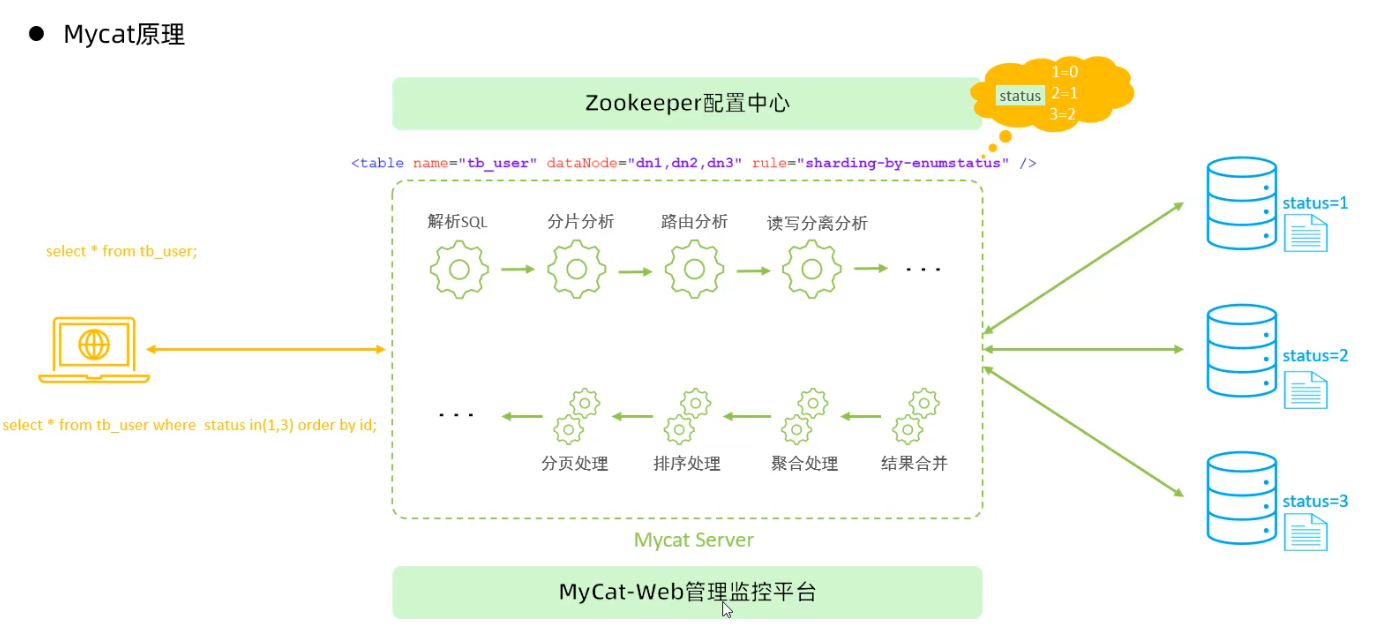 Mycat原理
Zookeeper配置中心
status
1=0
2=1
3=2
<table name="tb_user" dataNode="dn1,dn2,dn3" rule="sharding-by-enumstatus" />
解析SQL 分片分析 路由分析 读写分离分析
select * from tb_user;
select * from tb_user where status in(1,3) order by id;
分页处理 排序处理 聚合处理 结果合并
status=1
status=2
status=3
Mycat Server
MyCat-Web管理监控平台